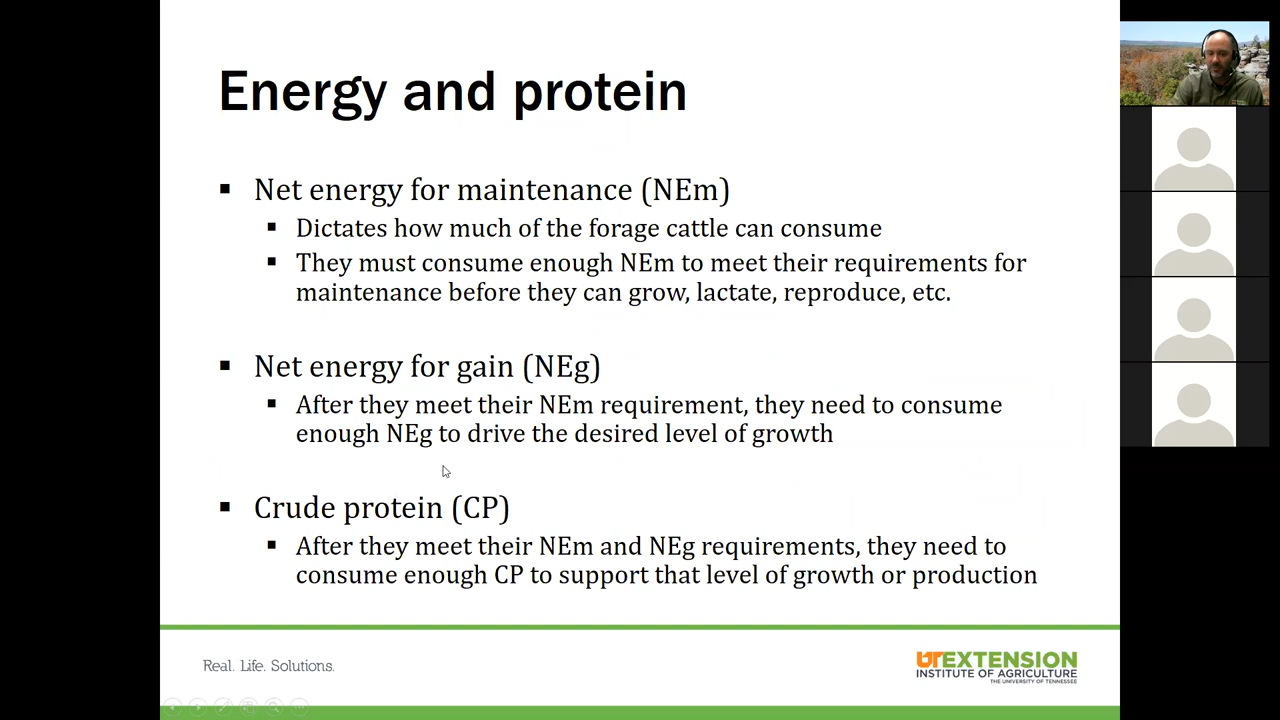 Energy and protein
Net energy for maintenance (NEm)
Dictates how much of the forage cattle can consume
They must consume enough NEm to meet their requirements for
maintenance before they can grow, lactate, reproduce, etc.
Net energy for gain (NEg)
After they meet their NEm requirement, they need to consume
enough NEg to drive the desired level of growth
Crude protein (CP)
After they meet their NEm and NEg requirements, they need to
consume enough CP to support that level of growth or production
Real. Life. Solutions.
UT EXTENSION
INSTITUTE OF AGRICULTURE
THE UNIVERSITY OF TENNESSEE